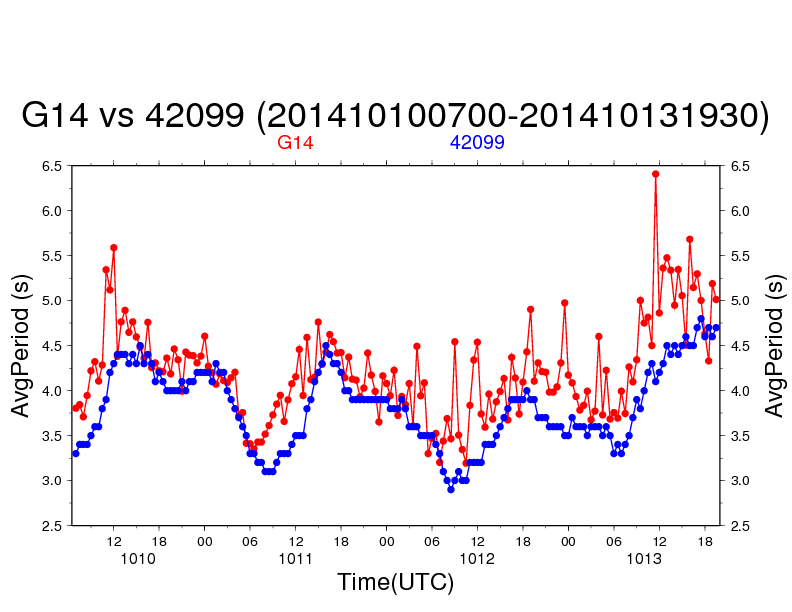 G14 vs 42099 (201410100700-201410131930)
G14 42099
6.5 6.5
6.0 6.0
5.5 5.5
5.0 5.0
4.5 4.5
4.0 4.0
3.5 3.5
3.0 3.0
2.5 2.5
AvgPeriod (s)
AvgPeriod (s)
12 18 00 06 12 18 00 06 12 18 00 06 12 18
1010 1011 1012 1013
Time(UTC)